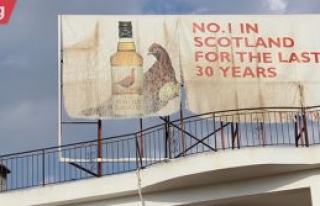 NO.1 IN
SCOTLAND
FOR THE LAST
30 YEARS